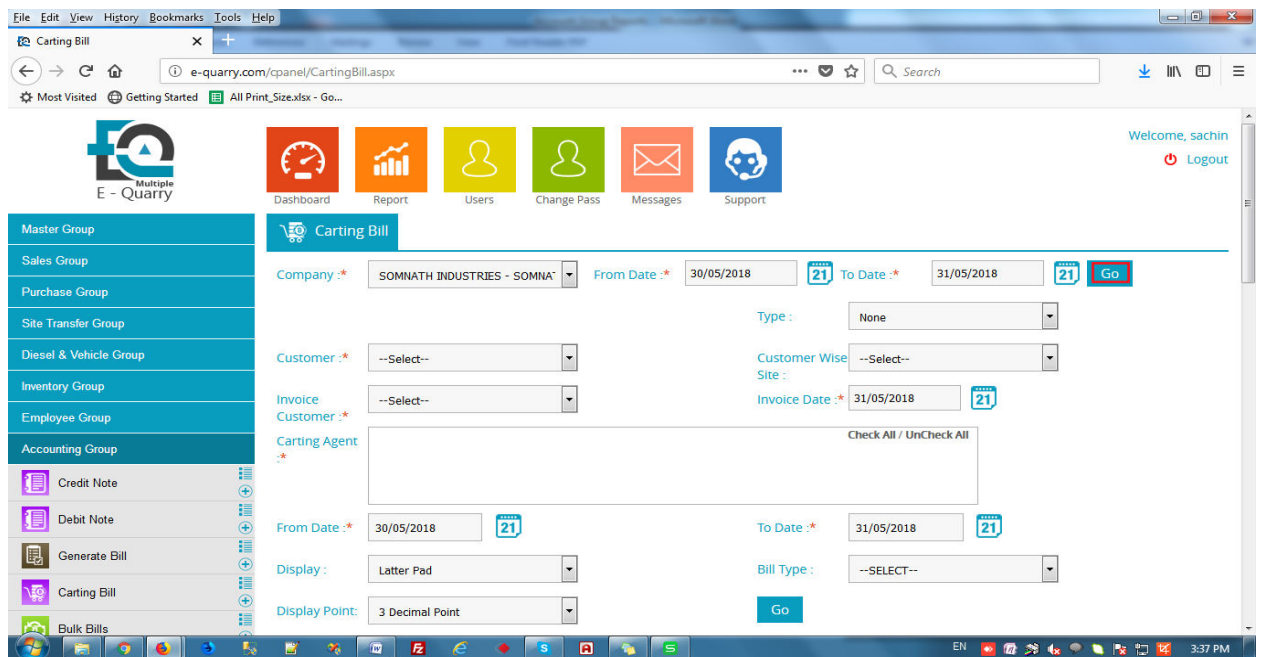 File Edit View History Bookmarks Tools Help
Carting Bill
e-quarry.com/cpanel/CartingBill.aspx
Search
Most Visited Getting Started All Print_Size.xlsx - Go...
Multiple
E - Quarry
Dashboard Report Users Change Pass Messages Support
Welcome, sachin
Logout
Master Group
Sales Group
Purchase Group
Site Transfer Group
Diesel & Vehicle Group
Inventory Group
Employee Group
Accounting Group
Credit Note
Debit Note
Generate Bill
Carting Bill
Bulk Bills
Carting Bill
Company :* SOMNATH INDUSTRIES - SOMNA From Date :* 30/05/2018 21 To Date :* 31/05/2018 21 Go
Type : None
Customer :* --Select-- Customer Wise Site : --Select--
Invoice Customer :* --Select-- Invoice Date :* 31/05/2018 21
Carting Agent :* Check All / UnCheck All
From Date :* 30/05/2018 21 To Date :* 31/05/2018 21
Display : Latter Pad Bill Type : --SELECT--
Display Point: 3 Decimal Point Go
EN 3:37 PM